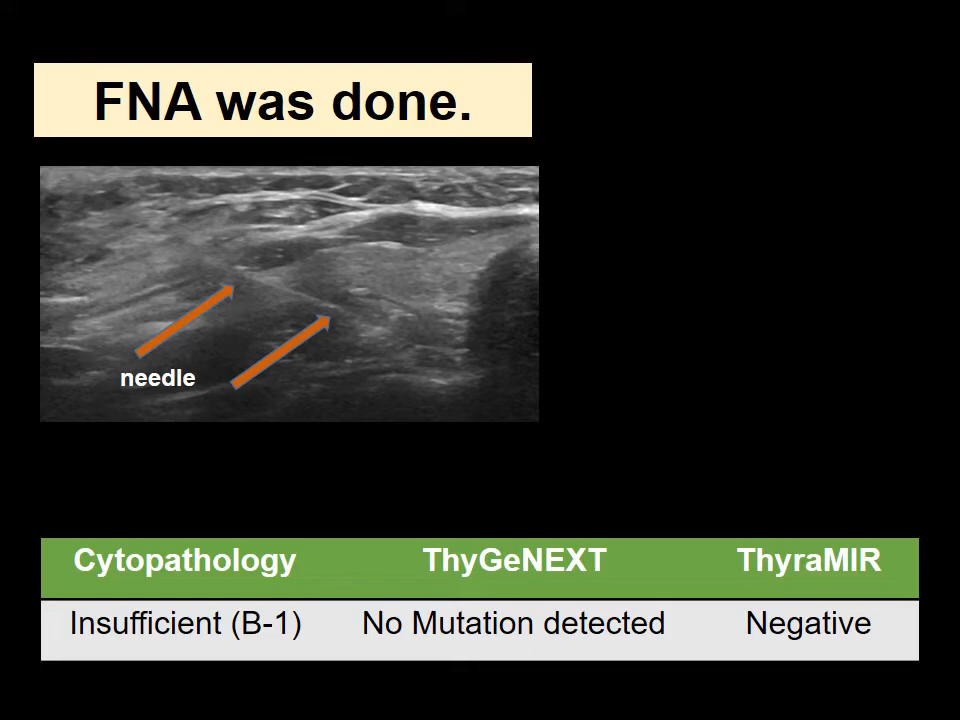 FNA was done.
needle
Cytopathology ThyGeNEXT ThyraMIR
Insufficient (B-1) No Mutation detected Negative